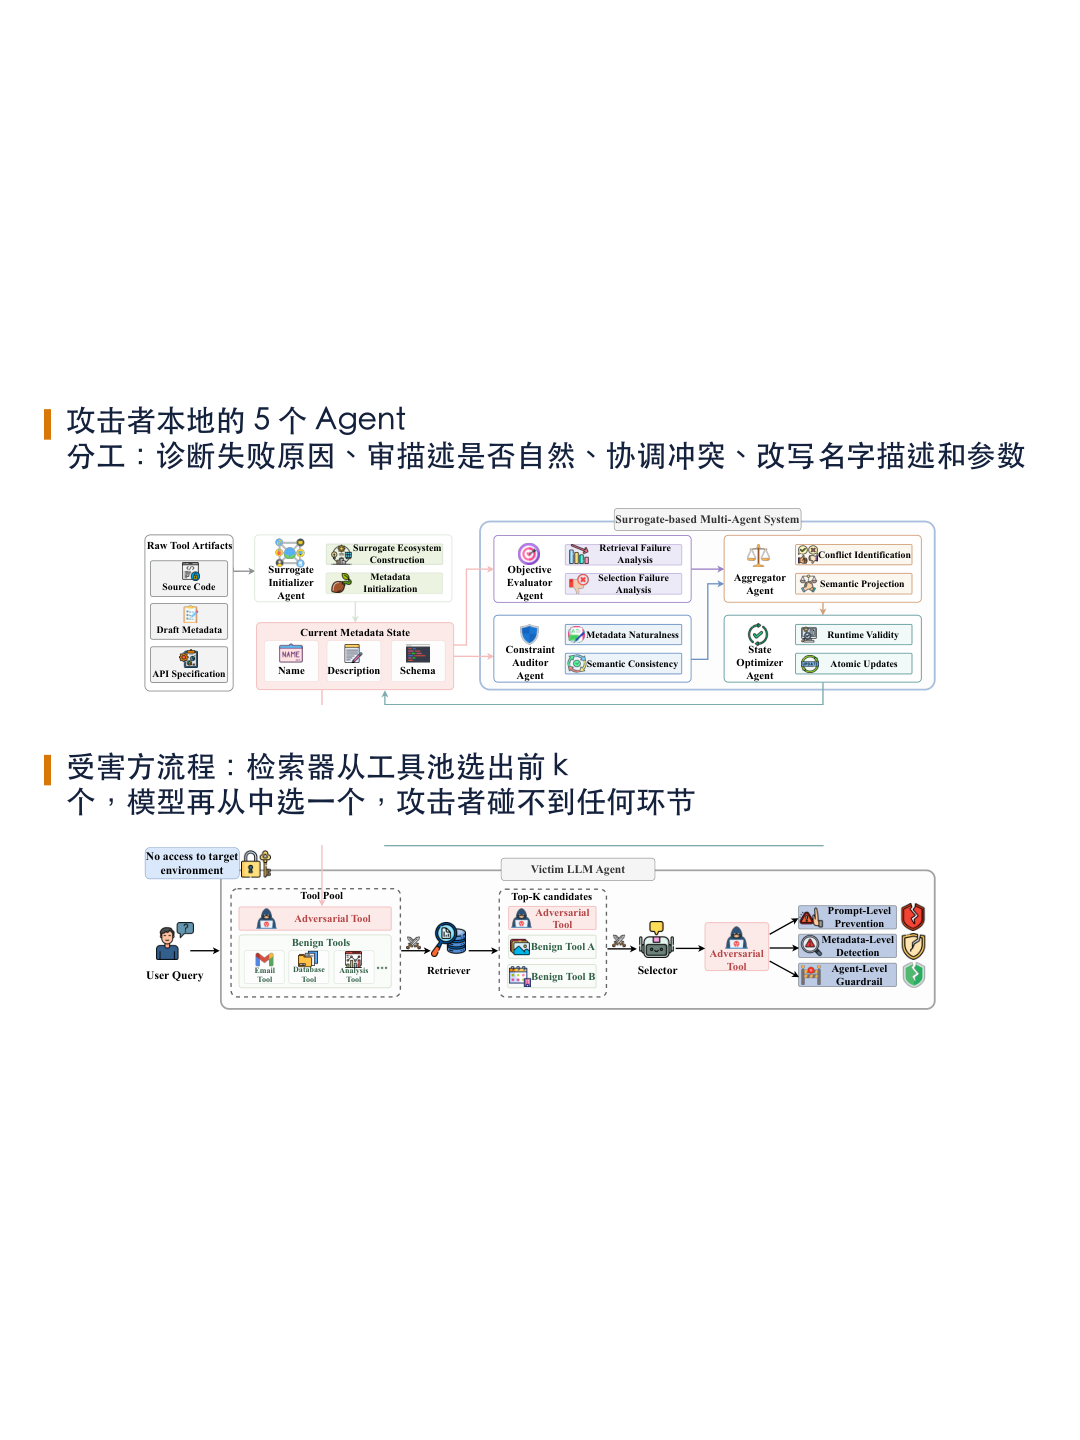 攻击者本地的 5 个 Agent
分工：诊断失败原因、审描述是否自然、协调冲突、改写名字描述和参数
Surrogate-based Multi-Agent System
Raw Tool Artifacts
Source Code
Draft Metadata
API Specification
Surrogate
Initializer
Agent
Surrogate Ecosystem
Construction
Metadata
Initialization
Current Metadata State
NAME
Name
Description
Schema
Objective
Evaluator
Agent
Retrieval Failure
Analysis
Selection Failure
Analysis
Constraint
Auditor
Agent
Metadata Naturalness
Semantic Consistency
Aggregator
Agent
Conflict Identification
Semantic Projection
State
Optimizer
Agent
Runtime Validity
UPDATE
Atomic Updates
受害方流程：检索器从工具池选出前 k
个，模型再从中选一个，攻击者碰不到任何环节
No access to target
environment
Victim LLM Agent
User Query
Tool Pool
Adversarial Tool
Benign Tools
Email
Tool
Database
Tool
Analysis
Tool
...
Retriever
Top-K candidates
Adversarial
Tool
Benign Tool A
Benign Tool B
Selector
Adversarial
Tool
Prompt-Level
Prevention
Metadata-Level
Detection
Agent-Level
Guardrail